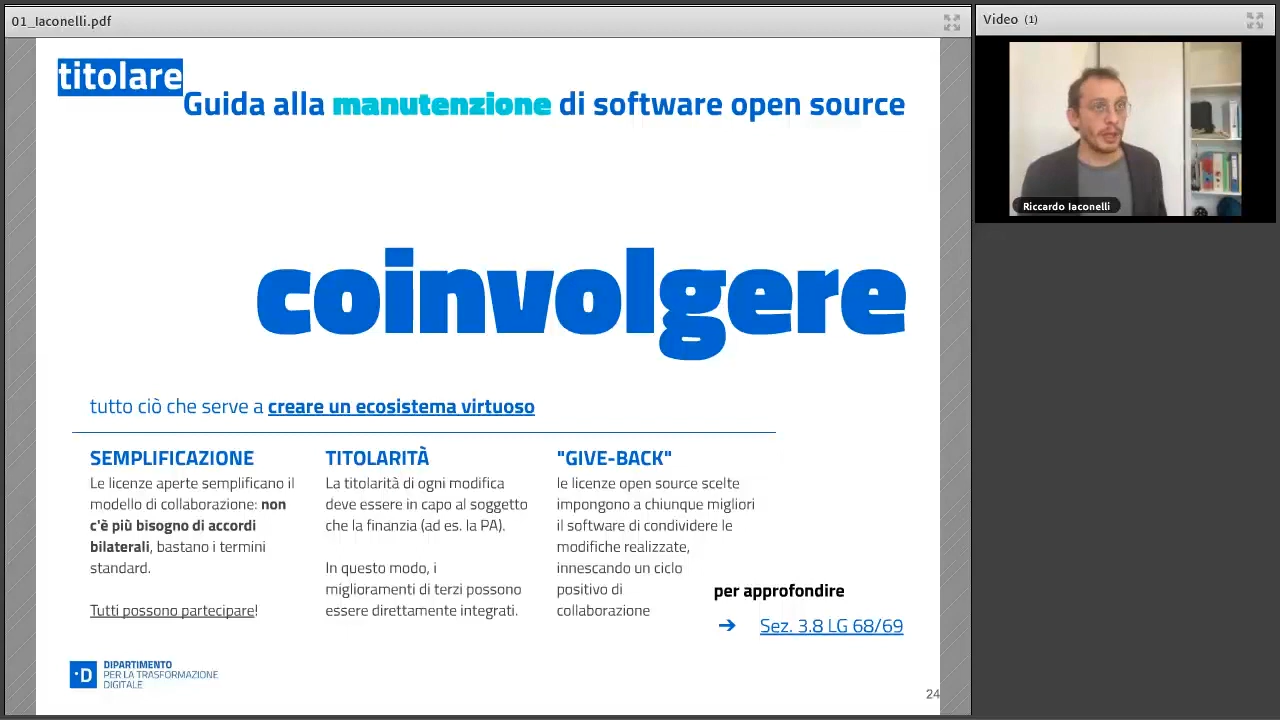 01_Iaconelli.pdf
Video (1)
titolare
Guida alla manutenzione di software open source
coinvolgere
tutto ciò che serve a creare un ecosistema virtuoso
SEMPLIFICAZIONE
Le licenze aperte semplificano il
modello di collaborazione: non
c'è più bisogno di accordi
bilaterali, bastano i termini
standard.
Tutti possono partecipare!
TITOLARITÀ
La titolarità di ogni modifica
deve essere in capo al soggetto
che la finanzia (ad es. la PA).
In questo modo, i
miglioramenti di terzi possono
essere direttamente integrati.
"GIVE-BACK"
le licenze open source scelte
impongono a chiunque migliori
il software di condividere le
modifiche realizzate,
innescando un ciclo
positivo di
collaborazione
per approfondire
➔ Sez. 3.8 LG 68/69
·D
DIPARTIMENTO
PER LA TRASFORMAZIONE
DIGITALE
24
Riccardo Iaconelli